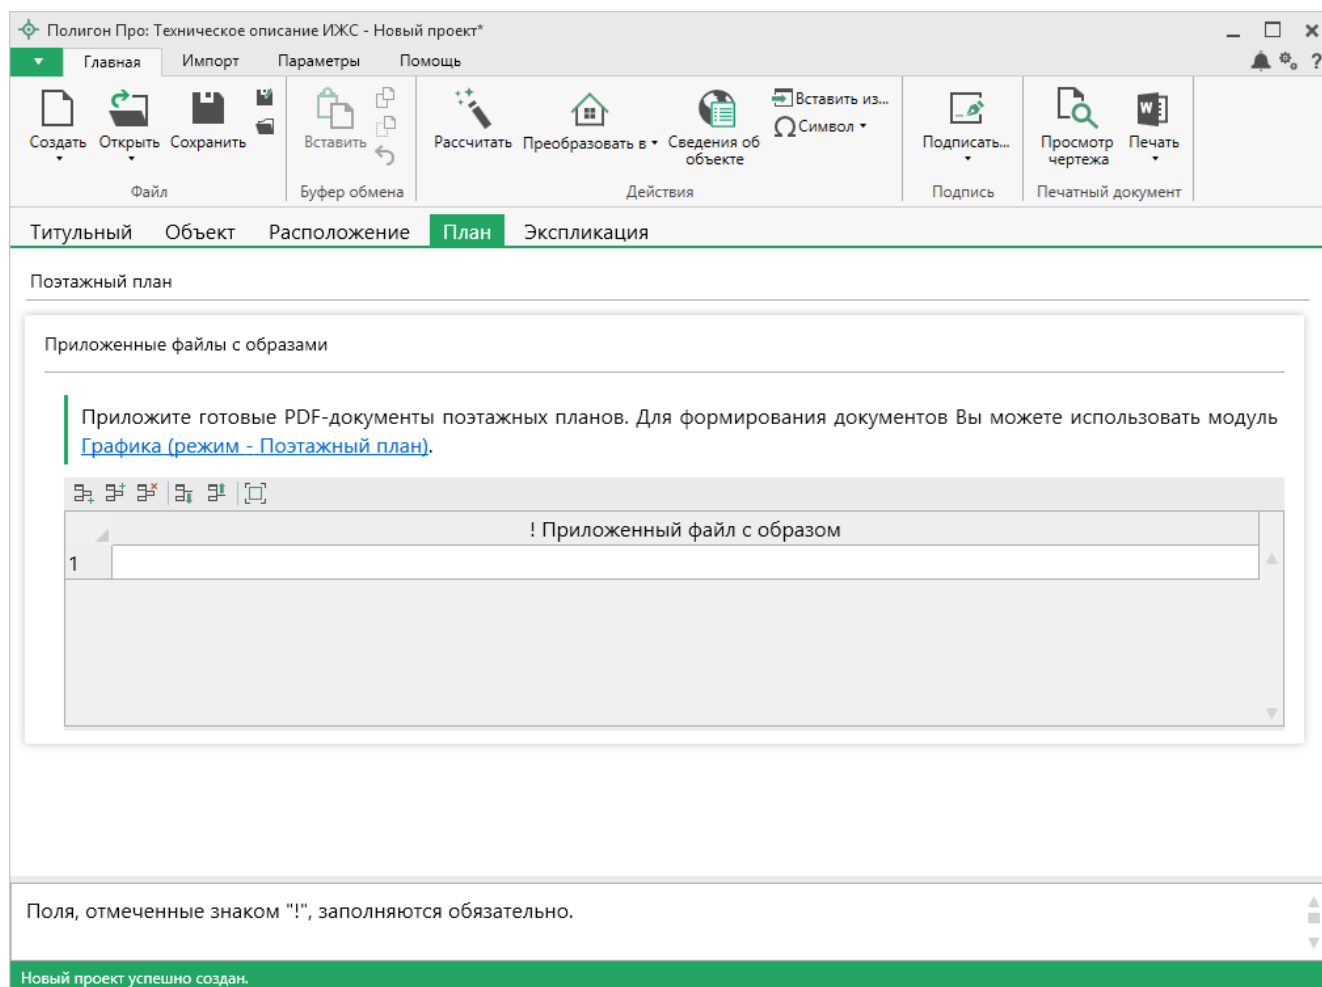 Полигон Про: Техническое описание ИЖС - Новый проект*
Главная Импорт Параметры Помощь
Создать Открыть Сохранить
Файл
Вставить
Буфер обмена
Рассчитать Преобразовать в Сведения об объекте
Вставить из...
Символ
Действия
Подписать...
Подпись
Просмотр чертежа Печать
Печатный документ
Титульный Объект Расположение План Экспликация
Поэтажный план
Приложенные файлы с образами
Приложите готовые PDF-документы поэтажных планов. Для формирования документов Вы можете использовать модуль
Графика (режим - Поэтажный план).
! Приложенный файл с образом
1
Поля, отмеченные знаком "!", заполняются обязательно.
Новый проект успешно создан.